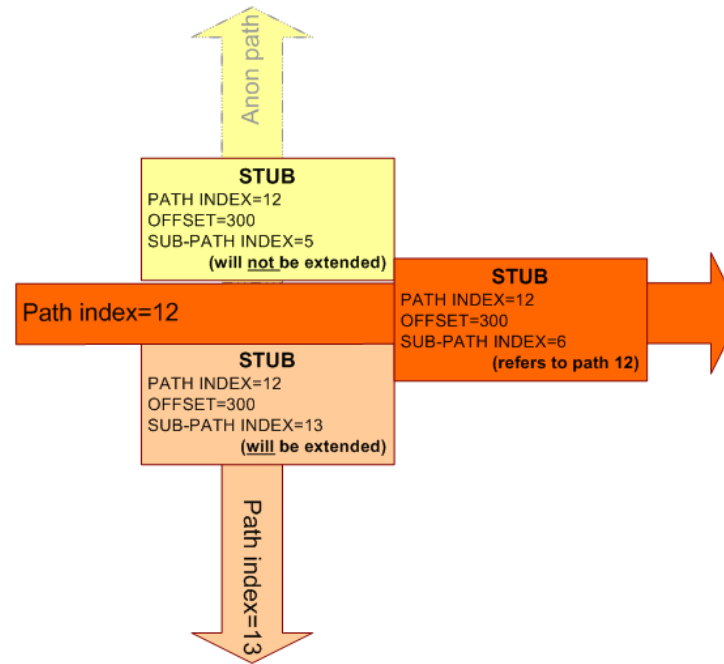 Anon path
STUB
PATH INDEX=12
OFFSET=300
SUB-PATH INDEX=5
(will not be extended)
Path index=12
STUB
PATH INDEX=12
OFFSET=300
SUB-PATH INDEX=6
(refers to path 12)
STUB
PATH INDEX=12
OFFSET=300
SUB-PATH INDEX=13
(will be extended)
Path index=13